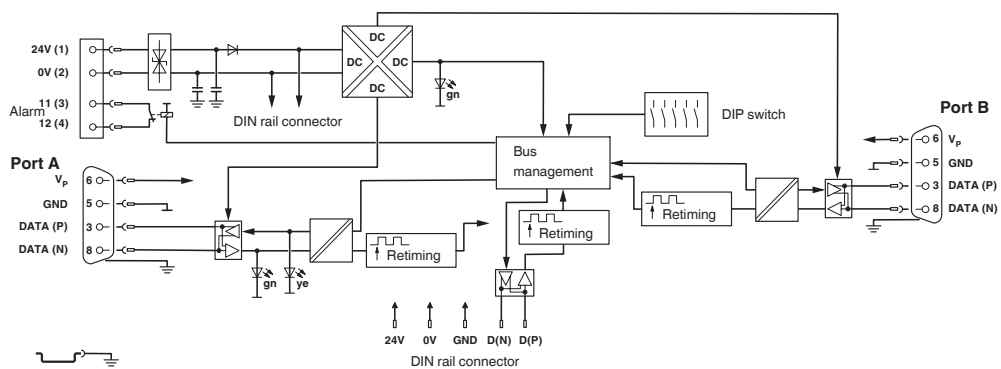 24V (1)
0V (2)
11 (3)
Alarm
12 (4)
DC
DC
DC
DC
gn
DIN rail connector
DIP switch
Bus
management
Port A
V_P
6
GND
5
DATA (P)
3
DATA (N)
8
gn
ye
Retiming
Retiming
Retiming
Port B
6
V_P
5
GND
3
DATA (P)
8
DATA (N)
24V
0V
GND
D(N)
D(P)
DIN rail connector